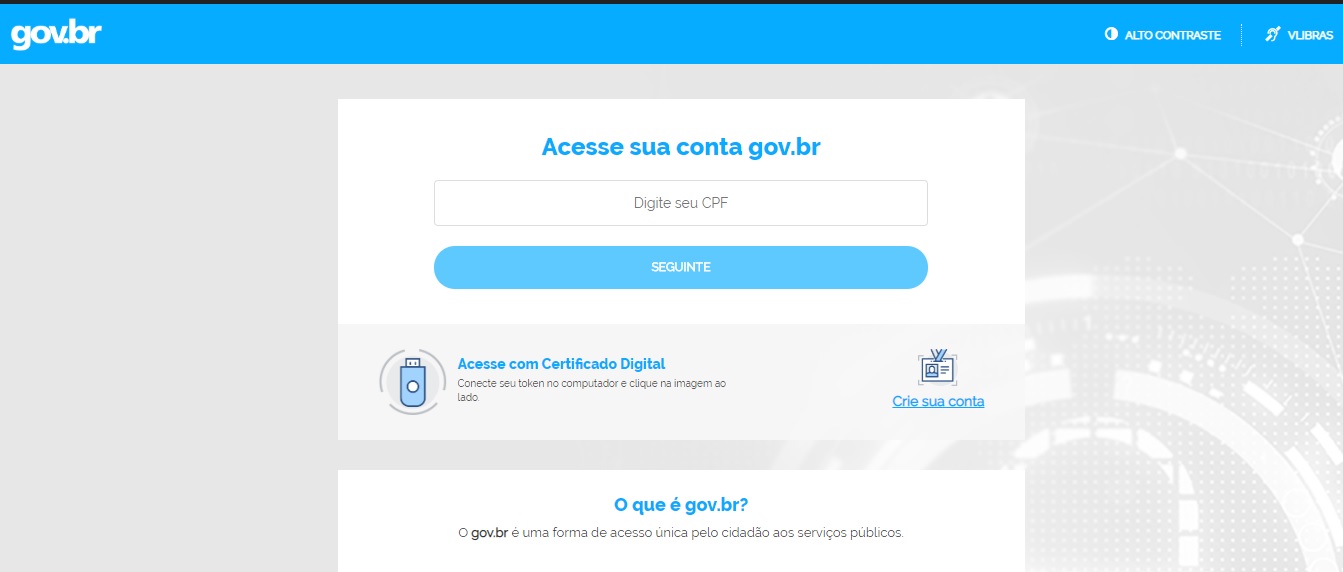 gov.br
ALTO CONTRASTE
VLIBRAS
Acesse sua conta gov.br
Digite seu CPF
SEGUINTE
Acesse com Certificado Digital
Conecte seu token no computador e clique na imagem ao
lado.
Crie sua conta
O que é gov.br?
O gov.br é uma forma de acesso única pelo cidadão aos serviços públicos.